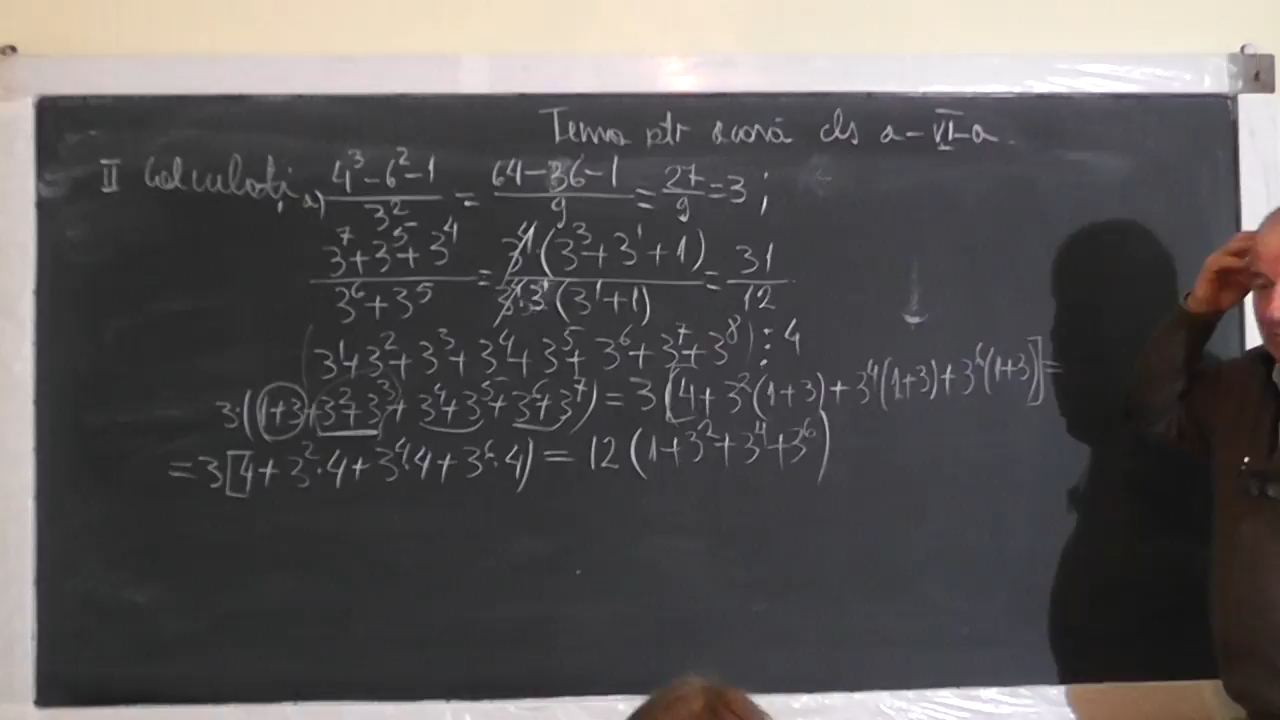 Tema ptr acasă cls a-VI-a
II Calculați a) (4³-6²-1)/3² = (64-36-1)/9 = 27/9 = 3 ;
(3⁷+3⁵+3⁴)/(3⁶+3⁵) = 3⁴(3³+3¹+1)/(3⁴·3¹(3¹+1)) = 31/12
(3¹+3²+3³+3⁴+3⁵+3⁶+3⁷+3⁸) ⋮ 4
3·(1+3+3²+3³+3⁴+3⁵+3⁶+3⁷) = 3[4+3²(1+3)+3⁴(1+3)+3⁶(1+3)] =
= 3[4+3²·4+3⁴·4+3⁶·4) = 12(1+3²+3⁴+3⁶)